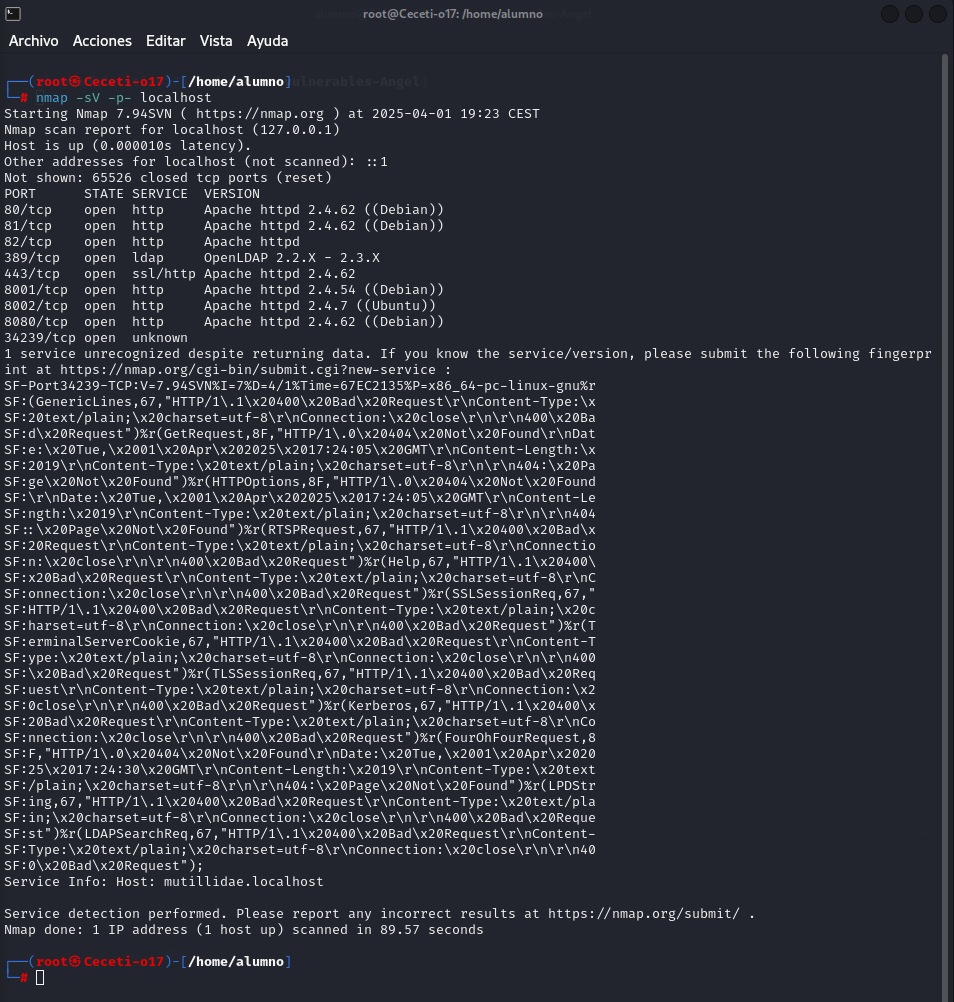 root@Ceceti-o17: /home/alumno
Archivo Acciones Editar Vista Ayuda
┌──(root㉿Ceceti-o17)-[/home/alumno]
└─# nmap -sV -p- localhost
Starting Nmap 7.94SVN ( https://nmap.org ) at 2025-04-01 19:23 CEST
Nmap scan report for localhost (127.0.0.1)
Host is up (0.000010s latency).
Other addresses for localhost (not scanned): ::1
Not shown: 65526 closed tcp ports (reset)
PORT      STATE SERVICE  VERSION
80/tcp    open  http     Apache httpd 2.4.62 ((Debian))
81/tcp    open  http     Apache httpd 2.4.62 ((Debian))
82/tcp    open  http     Apache httpd
389/tcp   open  ldap     OpenLDAP 2.2.X - 2.3.X
443/tcp   open  ssl/http Apache httpd 2.4.62
8001/tcp  open  http     Apache httpd 2.4.54 ((Debian))
8002/tcp  open  http     Apache httpd 2.4.7 ((Ubuntu))
8080/tcp  open  http     Apache httpd 2.4.62 ((Debian))
34239/tcp open  unknown
1 service unrecognized despite returning data. If you know the service/version, please submit the following fingerpr
int at https://nmap.org/cgi-bin/submit.cgi?new-service :
SF-Port34239-TCP:V=7.94SVN%I=7%D=4/1%Time=67EC2135%P=x86_64-pc-linux-gnu%r
SF:(GenericLines,67,"HTTP/1\.1\x20400\x20Bad\x20Request\r\nContent-Type:\x
SF:20text/plain;\x20charset=utf-8\r\nConnection:\x20close\r\n\r\n400\x20Ba
SF:d\x20Request")%r(GetRequest,8F,"HTTP/1\.0\x20404\x20Not\x20Found\r\nDat
SF:e:\x20Tue,\x2001\x20Apr\x202025\x2017:24:05\x20GMT\r\nContent-Length:\x
SF:2019\r\nContent-Type:\x20text/plain;\x20charset=utf-8\r\n\r\n404:\x20Pa
SF:ge\x20Not\x20Found")%r(HTTPOptions,8F,"HTTP/1\.0\x20404\x20Not\x20Found
SF:\r\nDate:\x20Tue,\x2001\x20Apr\x202025\x2017:24:05\x20GMT\r\nContent-Le
SF:ngth:\x2019\r\nContent-Type:\x20text/plain;\x20charset=utf-8\r\n\r\n404
SF::\x20Page\x20Not\x20Found")%r(RTSPRequest,67,"HTTP/1\.1\x20400\x20Bad\x
SF:20Request\r\nContent-Type:\x20text/plain;\x20charset=utf-8\r\nConnectio
SF:n:\x20close\r\n\r\n400\x20Bad\x20Request")%r(Help,67,"HTTP/1\.1\x20400\
SF:x20Bad\x20Request\r\nContent-Type:\x20text/plain;\x20charset=utf-8\r\nC
SF:onnection:\x20close\r\n\r\n400\x20Bad\x20Request")%r(SSLSessionReq,67,"
SF:HTTP/1\.1\x20400\x20Bad\x20Request\r\nContent-Type:\x20text/plain;\x20c
SF:harset=utf-8\r\nConnection:\x20close\r\n\r\n400\x20Bad\x20Request")%r(T
SF:erminalServerCookie,67,"HTTP/1\.1\x20400\x20Bad\x20Request\r\nContent-T
SF:ype:\x20text/plain;\x20charset=utf-8\r\nConnection:\x20close\r\n\r\n400
SF:\x20Bad\x20Request")%r(TLSSessionReq,67,"HTTP/1\.1\x20400\x20Bad\x20Req
SF:uest\r\nContent-Type:\x20text/plain;\x20charset=utf-8\r\nConnection:\x2
SF:0close\r\n\r\n400\x20Bad\x20Request")%r(Kerberos,67,"HTTP/1\.1\x20400\x
SF:20Bad\x20Request\r\nContent-Type:\x20text/plain;\x20charset=utf-8\r\nCo
SF:nnection:\x20close\r\n\r\n400\x20Bad\x20Request")%r(FourOhFourRequest,8
SF:F,"HTTP/1\.0\x20404\x20Not\x20Found\r\nDate:\x20Tue,\x2001\x20Apr\x2020
SF:25\x2017:24:30\x20GMT\r\nContent-Length:\x2019\r\nContent-Type:\x20text
SF:/plain;\x20charset=utf-8\r\n\r\n404:\x20Page\x20Not\x20Found")%r(LPDStr
SF:ing,67,"HTTP/1\.1\x20400\x20Bad\x20Request\r\nContent-Type:\x20text/pla
SF:in;\x20charset=utf-8\r\nConnection:\x20close\r\n\r\n400\x20Bad\x20Reque
SF:st")%r(LDAPSearchReq,67,"HTTP/1\.1\x20400\x20Bad\x20Request\r\nContent-
SF:Type:\x20text/plain;\x20charset=utf-8\r\nConnection:\x20close\r\n\r\n40
SF:0\x20Bad\x20Request");
Service Info: Host: mutillidae.localhost
Service detection performed. Please report any incorrect results at https://nmap.org/submit/ .
Nmap done: 1 IP address (1 host up) scanned in 89.57 seconds
┌──(root㉿Ceceti-o17)-[/home/alumno]
└─#